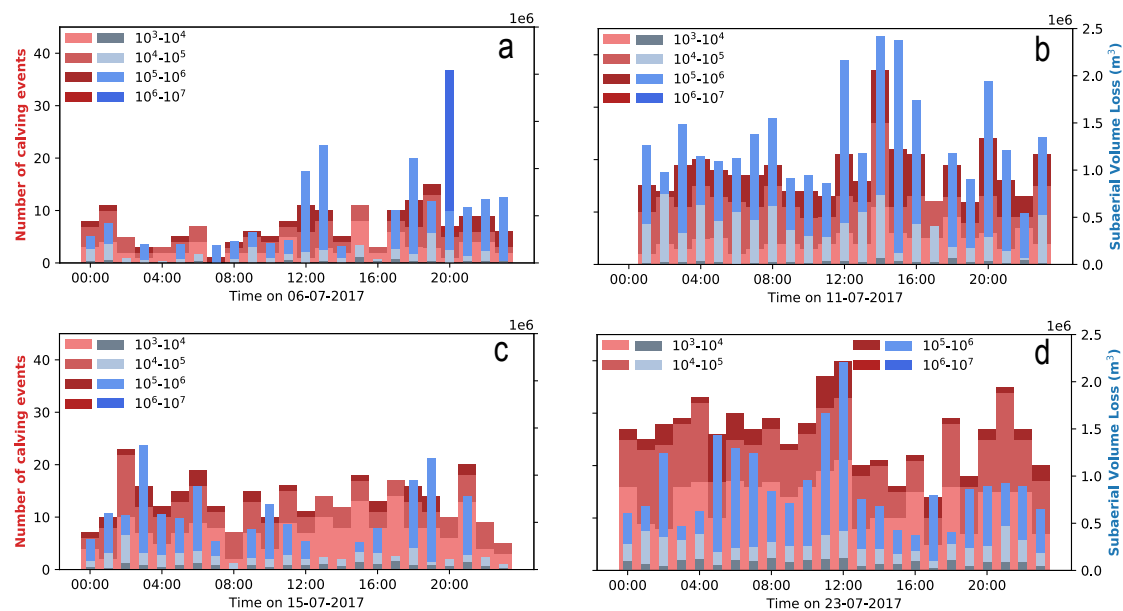 1e6
a
10³-10⁴
10⁴-10⁵
10⁵-10⁶
10⁶-10⁷
Number of calving events
40
30
20
10
0
00:00 04:00 08:00 12:00 16:00 20:00
Time on 06-07-2017
1e6
b
10³-10⁴
10⁴-10⁵
10⁵-10⁶
10⁶-10⁷
2.5
2.0
1.5
1.0
0.5
0.0
Subaerial Volume Loss (m³)
00:00 04:00 08:00 12:00 16:00 20:00
Time on 11-07-2017
1e6
c
10³-10⁴
10⁴-10⁵
10⁵-10⁶
10⁶-10⁷
Number of calving events
40
30
20
10
0
00:00 04:00 08:00 12:00 16:00 20:00
Time on 15-07-2017
1e6
d
10³-10⁴ 10⁵-10⁶
10⁴-10⁵ 10⁶-10⁷
2.5
2.0
1.5
1.0
0.5
0.0
Subaerial Volume Loss (m³)
00:00 04:00 08:00 12:00 16:00 20:00
Time on 23-07-2017